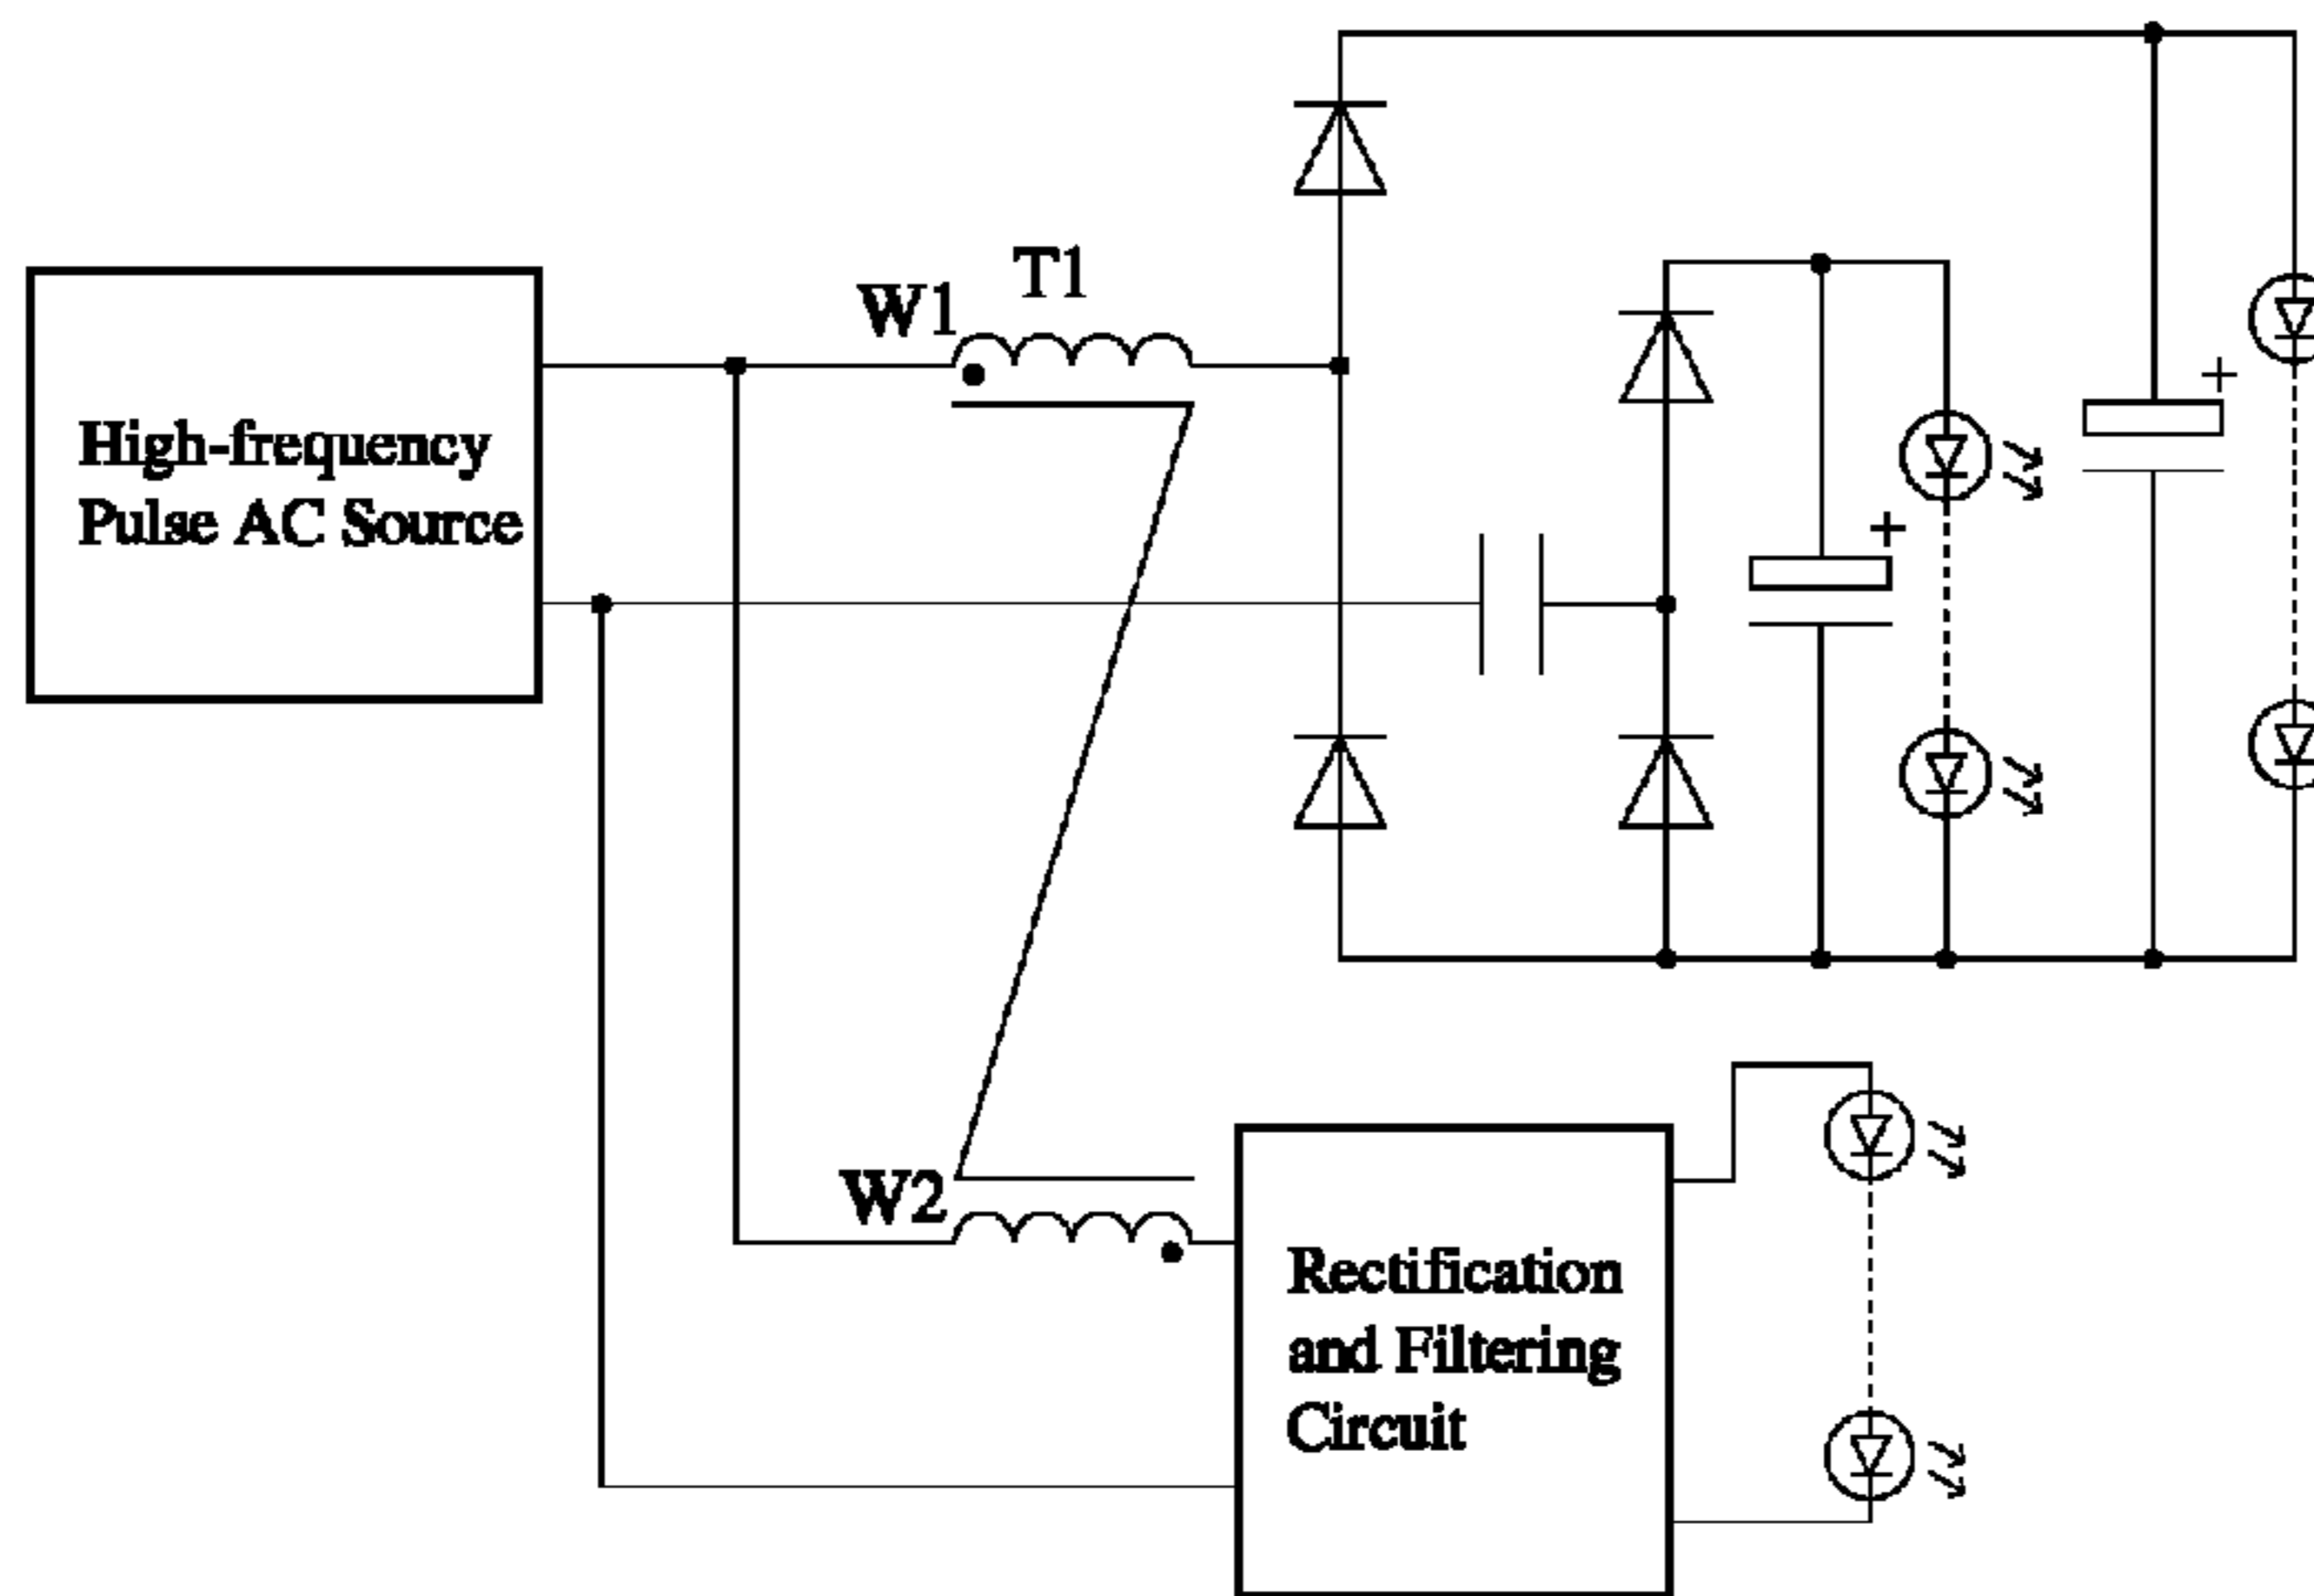 T1
W1
High-frequency
Pulse AC Source
+
+
W2
Rectification
and Filtering
Circuit